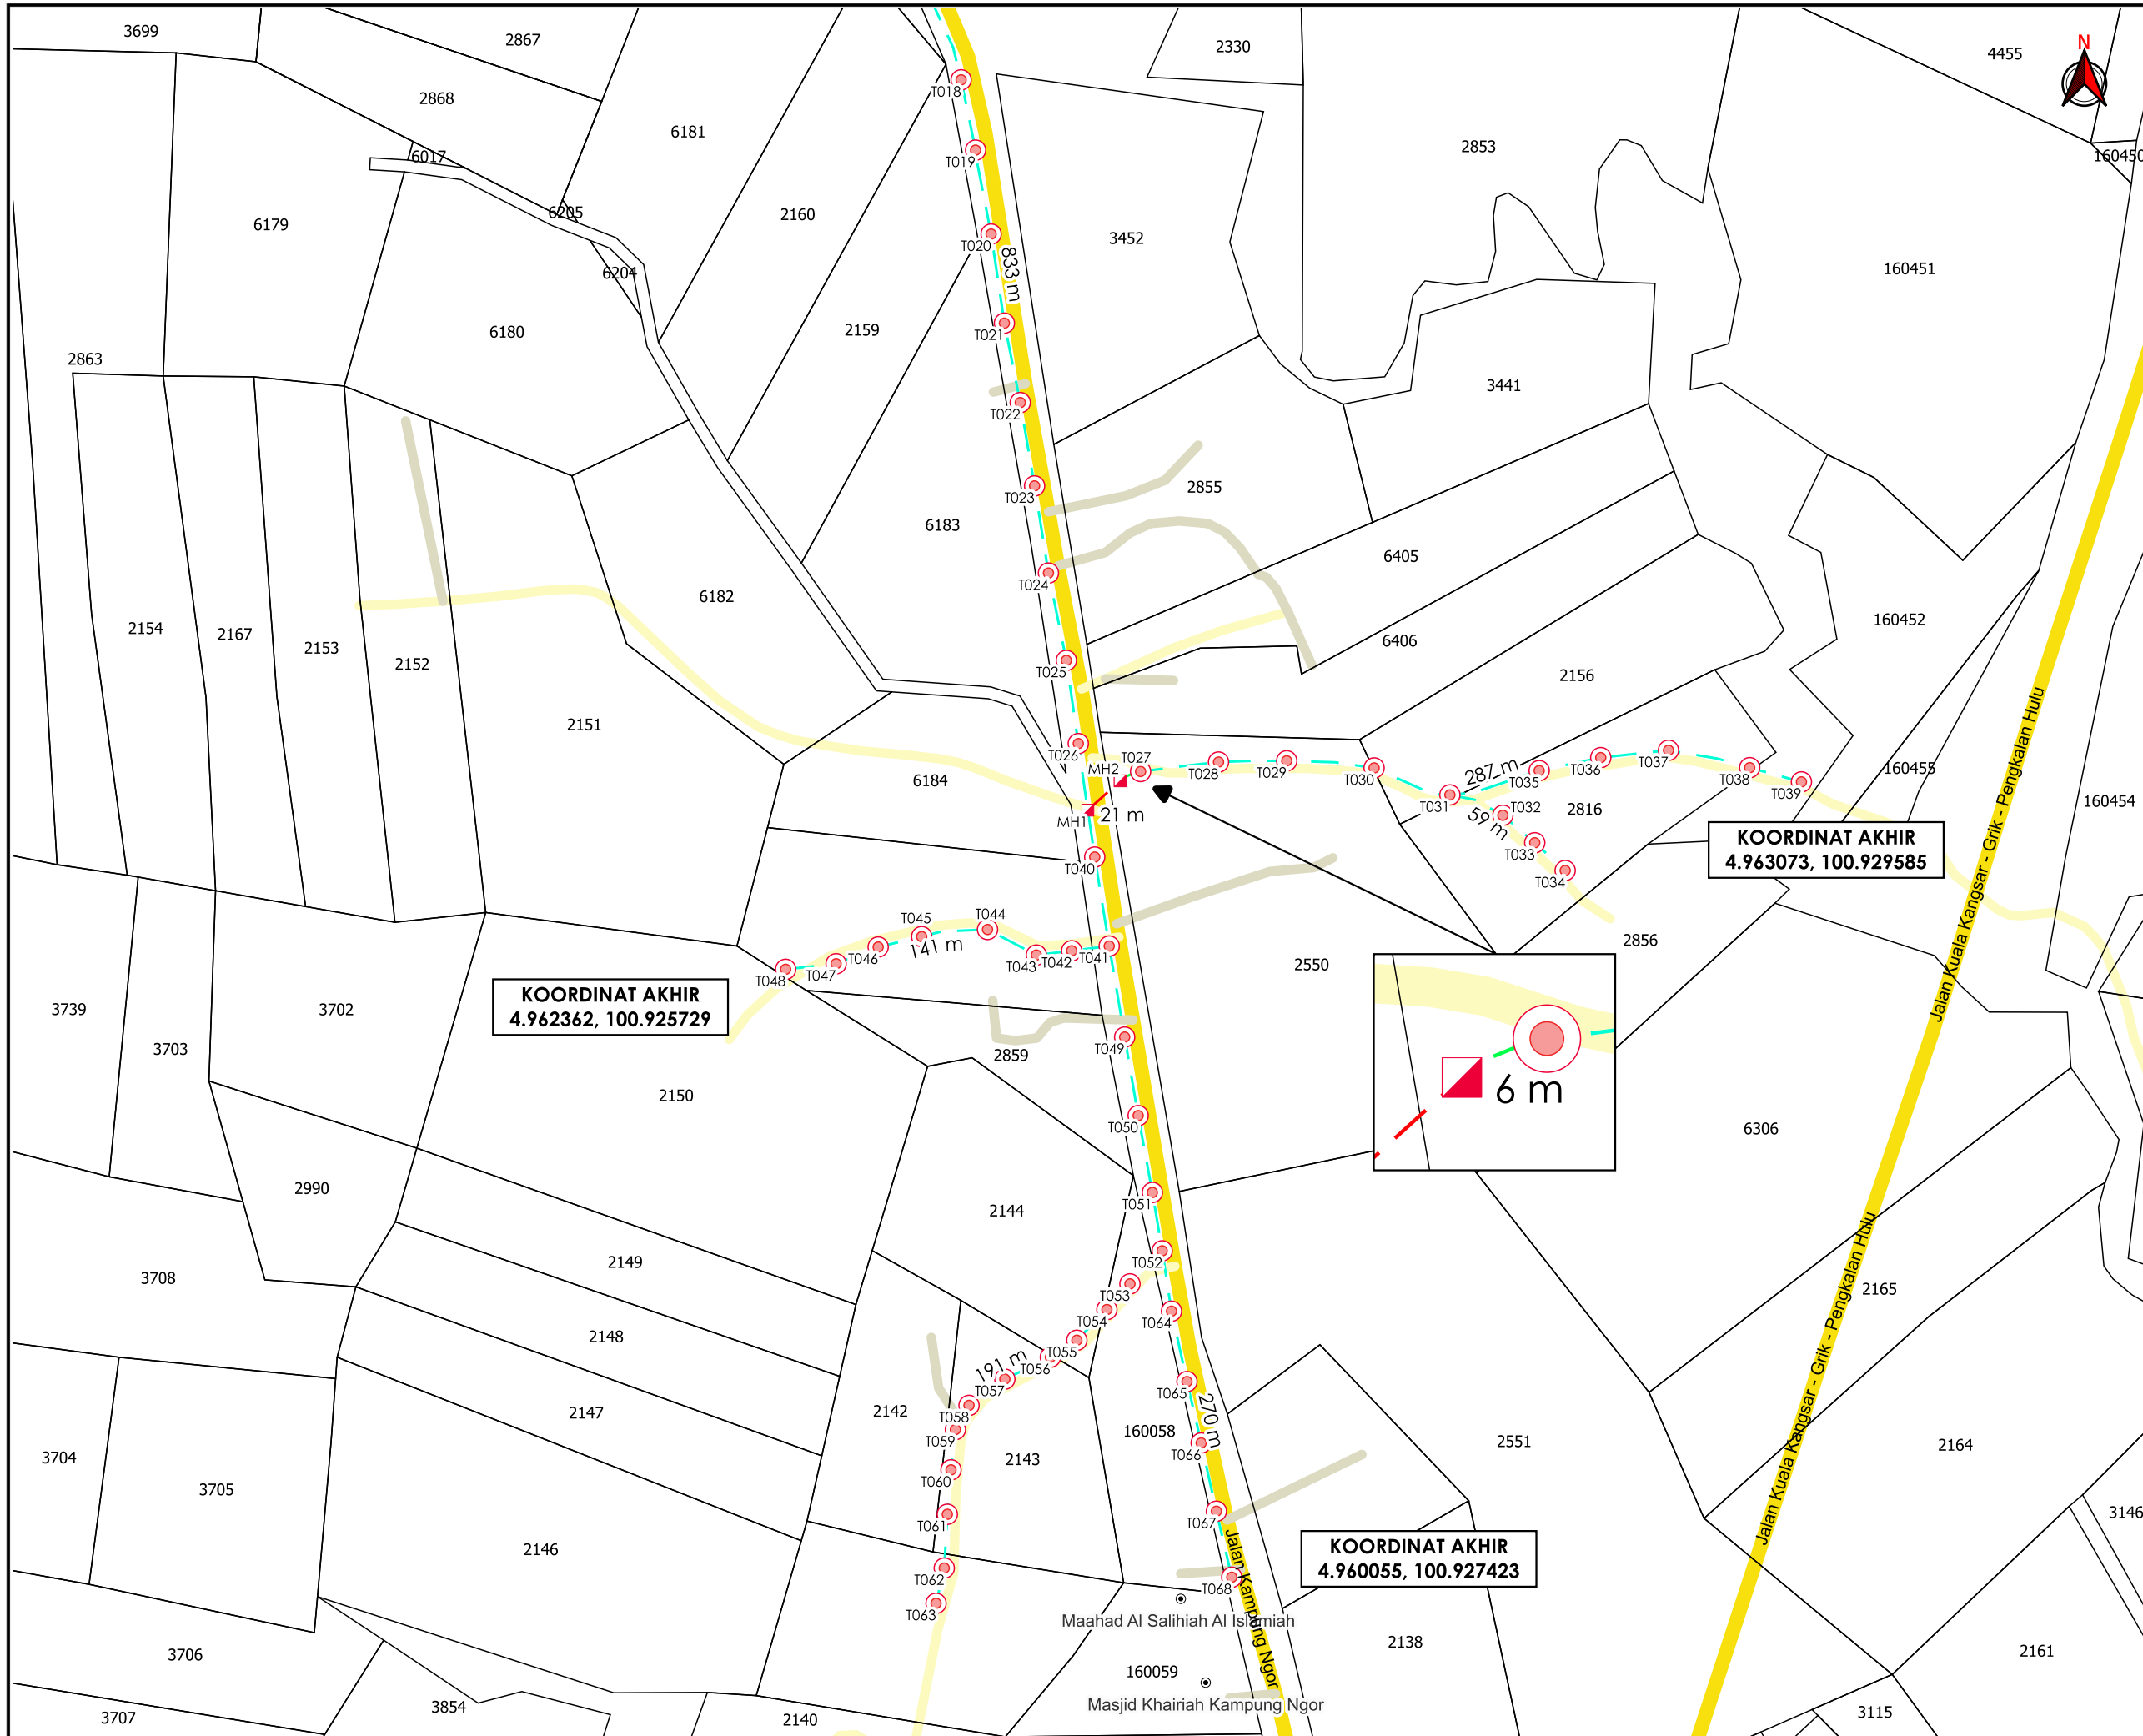 3699
2867
2330
4455
N
2868
6181
2853
160450
6017
6205
2160
3452
T018
T019
6179
T020
833 m
160451
6204
6180
2159
T021
2863
3441
T022
2855
T023
6183
6405
T024
6182
160452
2154
2167
2153
2152
6406
T025
2156
2151
T026
MH2
T027
T028
T029
T030
287 m
T035
T036
T037
T038
T039
160455
6184
MH1
21 m
T031
T032
59 m
2816
160454
T033
T034
KOORDINAT AKHIR
4.963073, 100.929585
T040
Jalan Kuala Kangsar - Grik - Pengkalan Hulu
T044
T045
141 m
T046
T047
T048
T043
T042
T041
2856
2550
KOORDINAT AKHIR
4.962362, 100.925729
3739
3702
3703
2859
T049
6 m
2150
T050
6306
2990
T051
2144
2149
T052
3708
T053
2165
2148
T054
T064
T055
T056
191 m
T057
T065
2147
2142
T058
270 m
160058
2551
T059
T066
2164
3704
3705
2143
T060
T067
3146
T061
Jalan Kuala Kangsar - Grik - Pengkalan Hulu
2146
KOORDINAT AKHIR
4.960055, 100.927423
T062
T068
T063
Jalan Kampung Ngor
Maahad Al Salihiah Al Islamiah
3706
2138
2161
160059
Masjid Khairiah Kampung Ngor
3707
3854
2140
3115